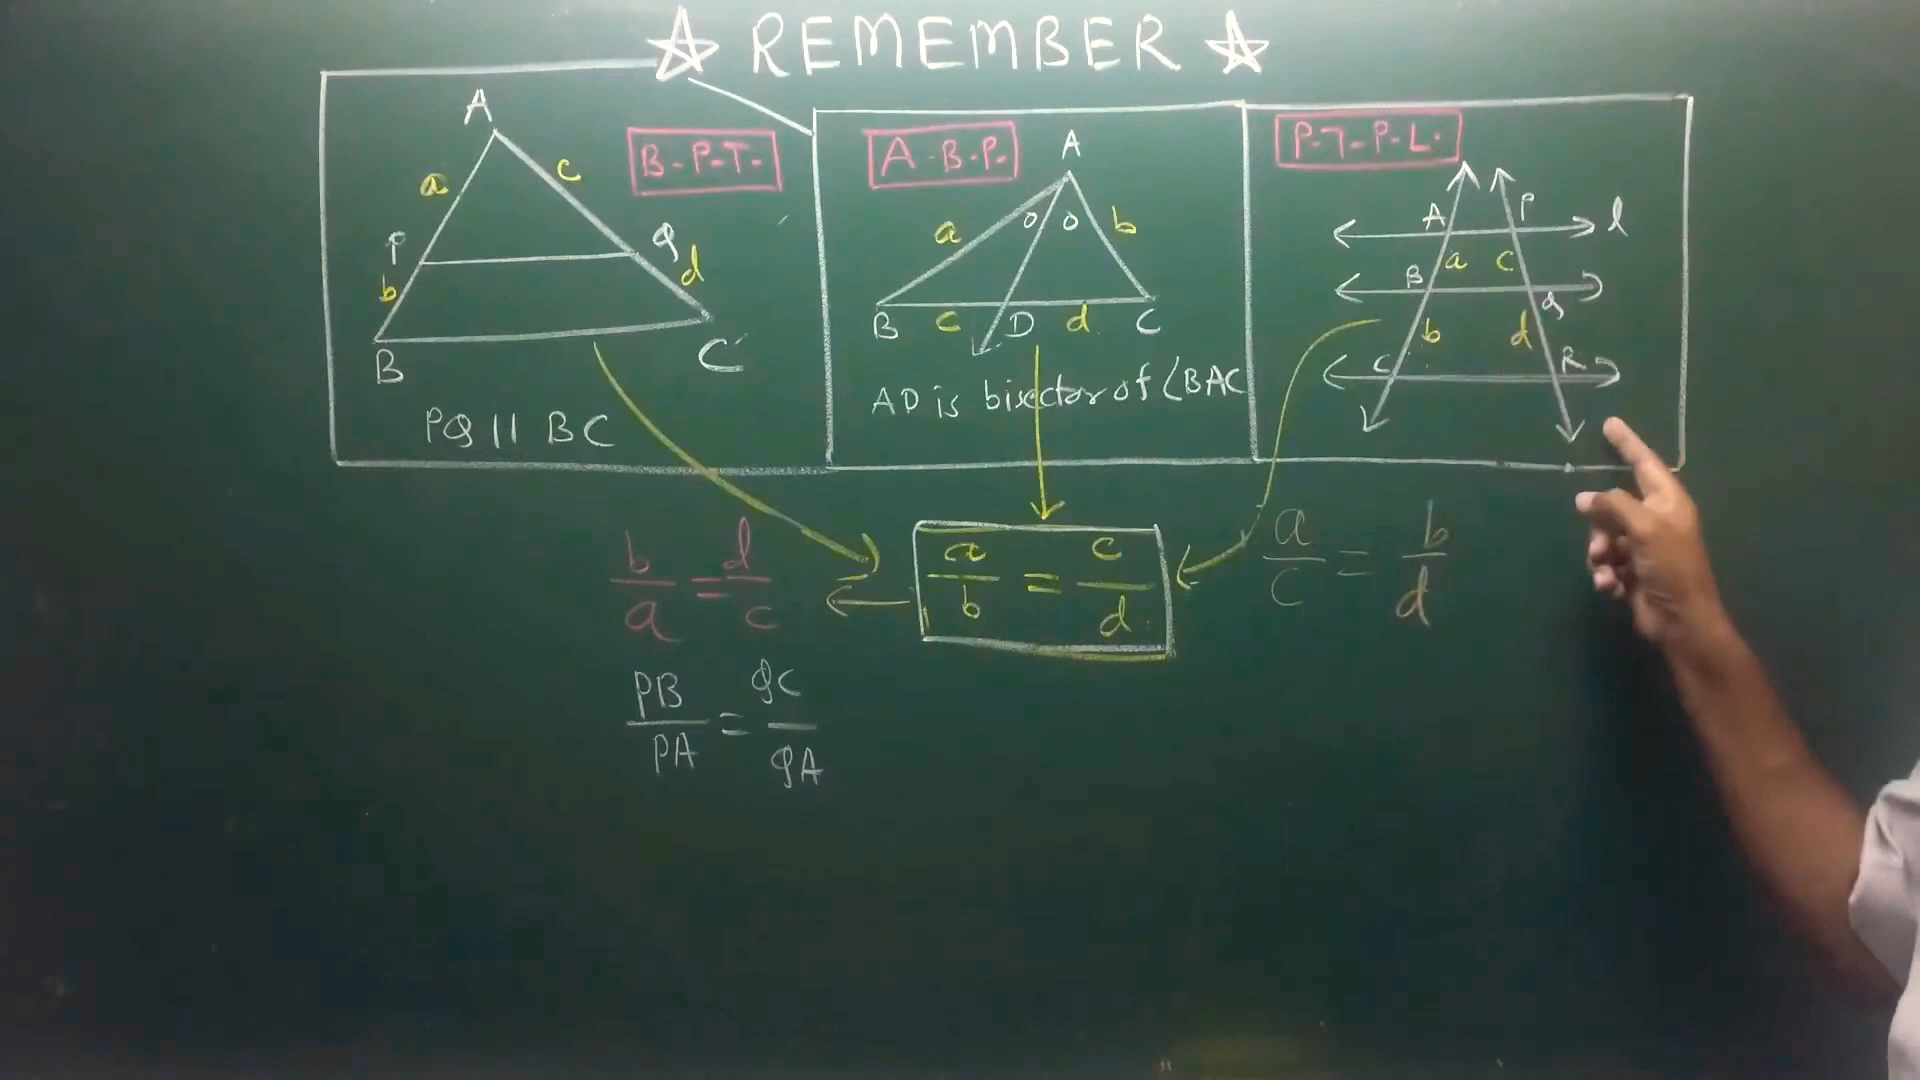 ☆ REMEMBER ☆
B-P-T-
A
a
c
P
Q
b
d
B
C
PQ || BC
A-B-P-
A
o o
a
b
B c D d C
AD is bisector of ∠BAC
P-T-P-L-
A P l
a c
B Q
b d
C R
b/a = d/c
a/b = c/d
a/c = b/d
PB/PA = QC/QA